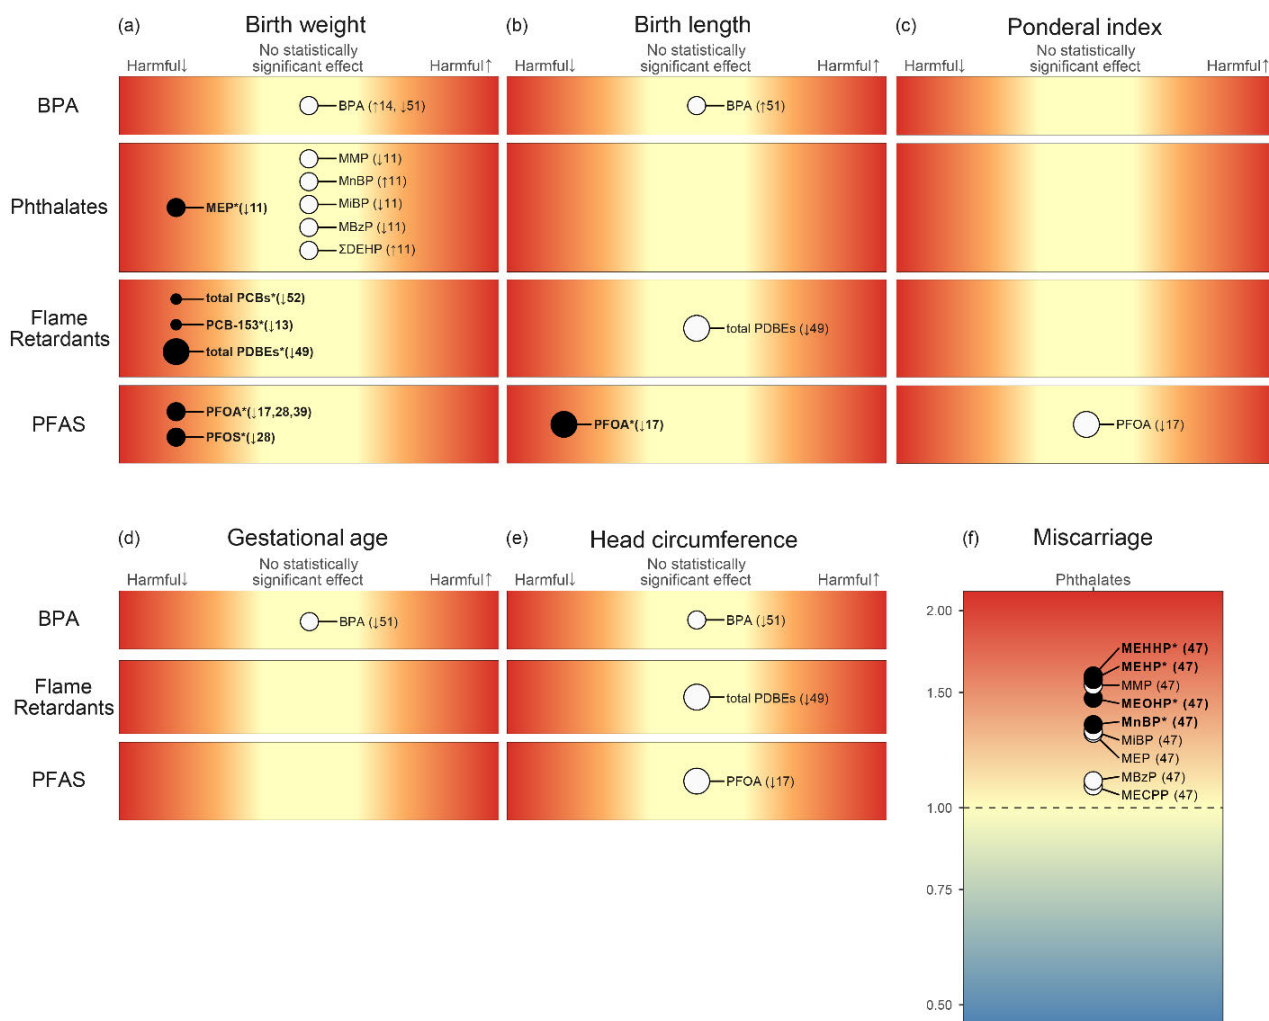 (a) Birth weight
(b) Birth length
(c) Ponderal index
Harmful↓ No statistically significant effect Harmful↑
Harmful↓ No statistically significant effect Harmful↑
Harmful↓ No statistically significant effect Harmful↑
BPA
BPA (↑14, ↓51)
BPA (↑51)
Phthalates
MMP (↓11)
MnBP (↑11)
MEP*(↓11)
MiBP (↓11)
MBzP (↓11)
ΣDEHP (↑11)
Flame
Retardants
total PCBs*(↓52)
PCB-153*(↓13)
total PDBEs*(↓49)
total PDBEs (↓49)
PFAS
PFOA*(↓17,28,39)
PFOS*(↓28)
PFOA*(↓17)
PFOA (↓17)
(d) Gestational age
(e) Head circumference
(f) Miscarriage
Harmful↓ No statistically significant effect Harmful↑
Harmful↓ No statistically significant effect Harmful↑
Phthalates
BPA
BPA (↓51)
BPA (↓51)
Flame
Retardants
total PDBEs (↓49)
PFAS
PFOA (↓17)
2.00
1.50
1.00
0.75
0.50
MEHHP* (47)
MEHP* (47)
MMP (47)
MEOHP* (47)
MnBP* (47)
MiBP (47)
MEP (47)
MBzP (47)
MECPP (47)